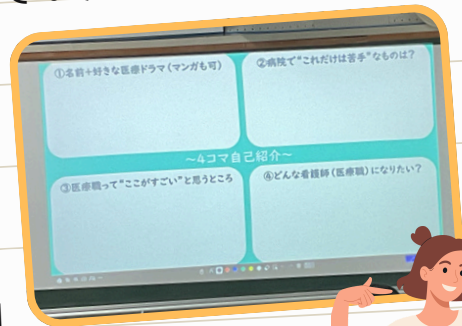 ①名前+好きな医療ドラマ(マンガも可)
②病院で"これだけは苦手"なものは?
〜4コマ自己紹介〜
③医療職って"ここがすごい"と思うところ
④どんな看護師(医療職)になりたい?